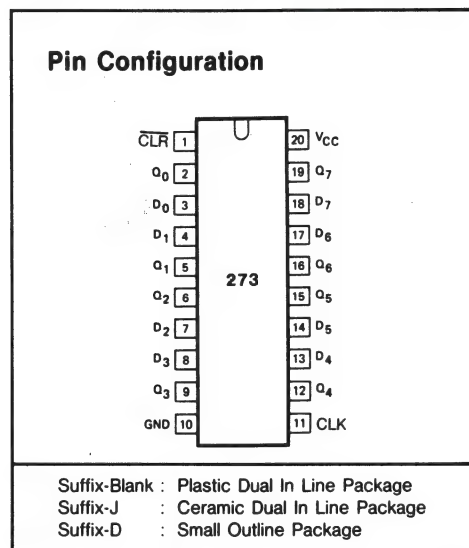 Pin Configuration
CLR 1 20 VCC
Q0 2 19 Q7
D0 3 18 D7
D1 4 17 D6
Q1 5 16 Q6
273
Q2 6 15 Q5
D2 7 14 D5
D3 8 13 D4
Q3 9 12 Q4
GND 10 11 CLK
Suffix-Blank : Plastic Dual In Line Package
Suffix-J : Ceramic Dual In Line Package
Suffix-D : Small Outline Package